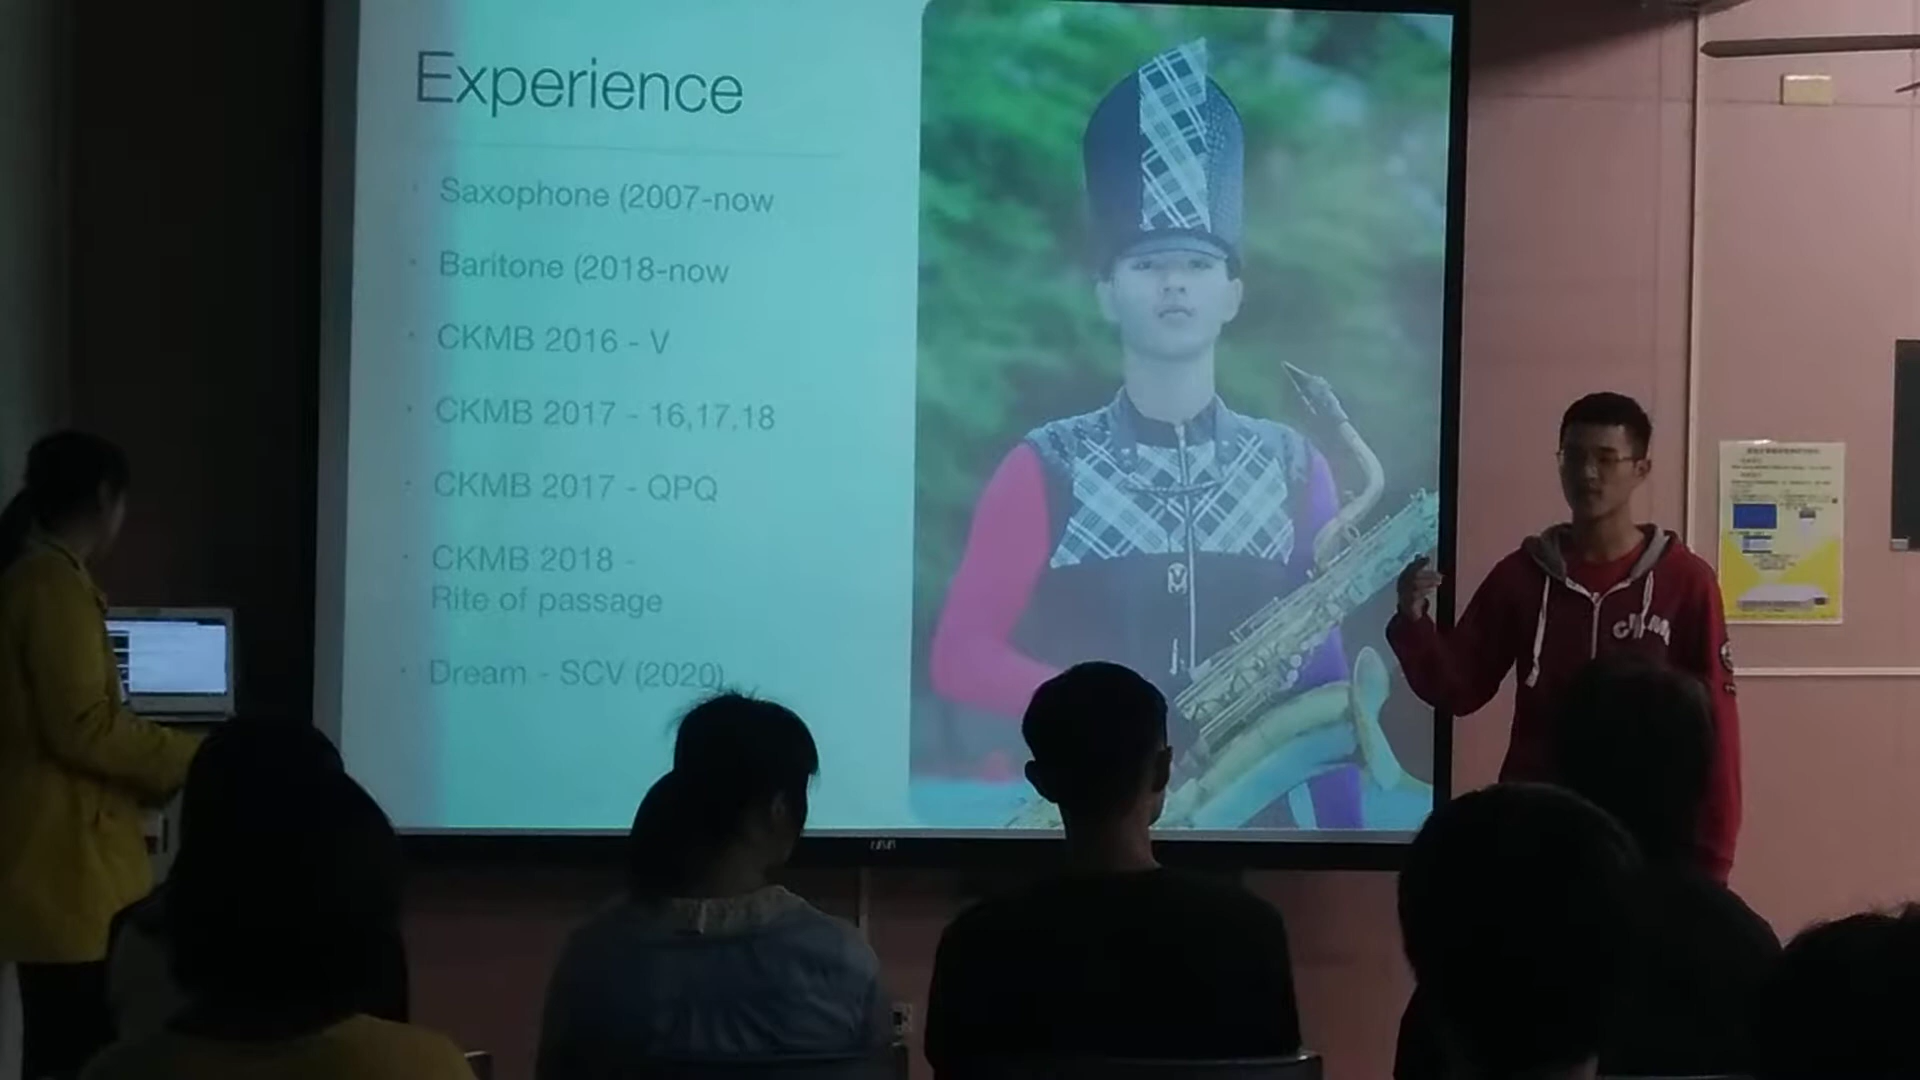 Experience
Saxophone (2007-now
Baritone (2018-now
CKMB 2016 - V
CKMB 2017 - 16,17,18
CKMB 2017 - QPQ
CKMB 2018 -
Rite of passage
Dream - SCV (2020)